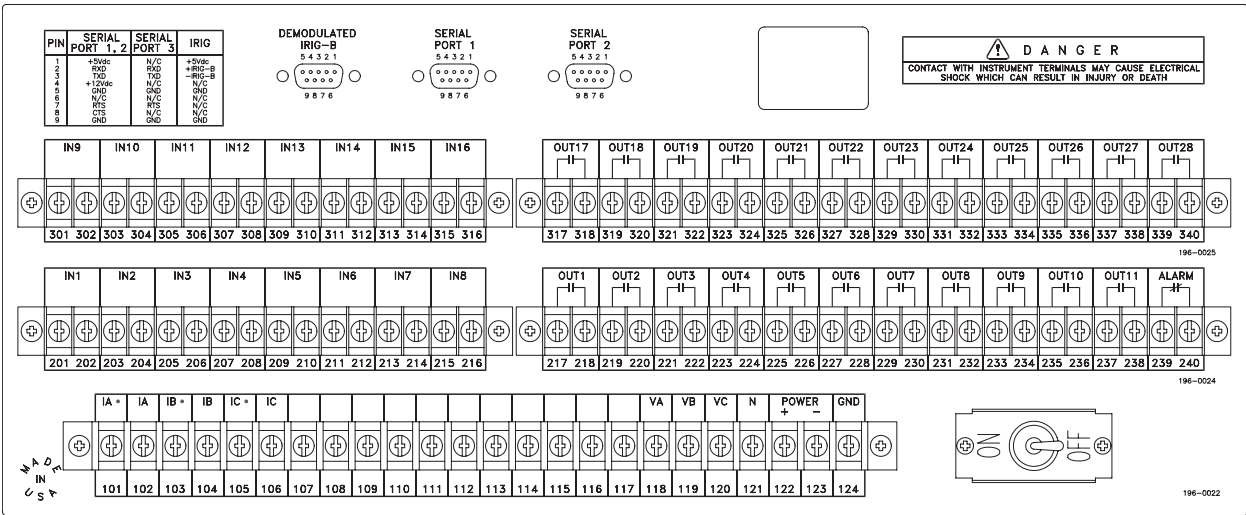 PIN SERIAL PORT 1, 2 SERIAL PORT 3 IRIG
1 +5Vdc N/C +5Vdc
2 RXD RXD +IRIG-B
3 TXD TXD -IRIG-B
4 +12Vdc N/C N/C
5 GND GND GND
6 N/C N/C N/C
7 RTS RTS N/C
8 CTS N/C N/C
9 GND GND GND
DEMODULATED
IRIG-B
5 4 3 2 1
9 8 7 6
SERIAL
PORT 1
5 4 3 2 1
9 8 7 6
SERIAL
PORT 2
5 4 3 2 1
9 8 7 6
! DANGER
CONTACT WITH INSTRUMENT TERMINALS MAY CAUSE ELECTRICAL
SHOCK WHICH CAN RESULT IN INJURY OR DEATH
IN9 IN10 IN11 IN12 IN13 IN14 IN15 IN16
301 302 303 304 305 306 307 308 309 310 311 312 313 314 315 316
OUT17 OUT18 OUT19 OUT20 OUT21 OUT22 OUT23 OUT24 OUT25 OUT26 OUT27 OUT28
317 318 319 320 321 322 323 324 325 326 327 328 329 330 331 332 333 334 335 336 337 338 339 340
196-0025
IN1 IN2 IN3 IN4 IN5 IN6 IN7 IN8
201 202 203 204 205 206 207 208 209 210 211 212 213 214 215 216
OUT1 OUT2 OUT3 OUT4 OUT5 OUT6 OUT7 OUT8 OUT9 OUT10 OUT11 ALARM
217 218 219 220 221 222 223 224 225 226 227 228 229 230 231 232 233 234 235 236 237 238 239 240
196-0024
IA • IA IB • IB IC • IC VA VB VC N POWER GND
+ -
101 102 103 104 105 106 107 108 109 110 111 112 113 114 115 116 117 118 119 120 121 122 123 124
MADE
IN
USA
ON OFF
196-0022